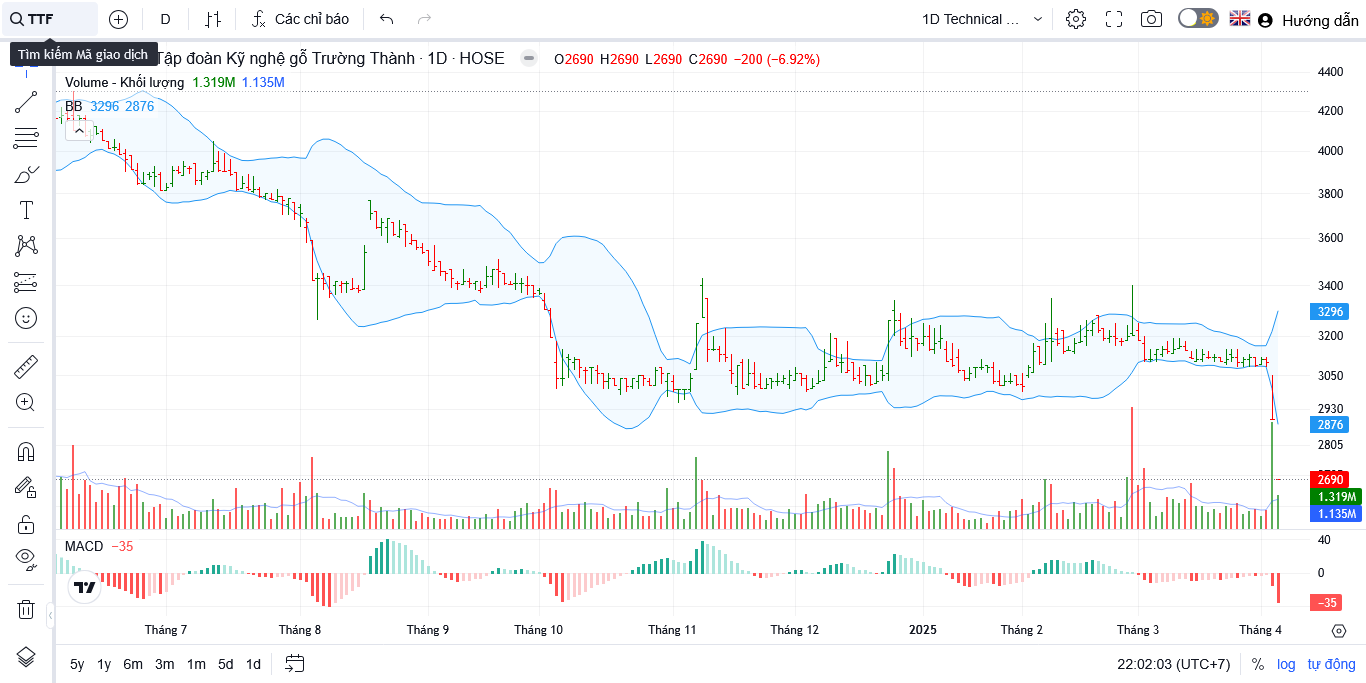 TTF D Các chỉ báo 1D Technical ... Hướng dẫn
Tìm kiếm Mã giao dịch
Tập đoàn Kỹ nghệ gỗ Trường Thành · 1D · HOSE O2690 H2690 L2690 C2690 −200 (−6.92%)
Volume - Khối lượng 1.319M 1.135M
BB 3296 2876
4400
4200
4000
3800
3600
3400
3296
3200
3050
2930
2876
2805
2690
1.319M
1.135M
MACD −35
40
0
−35
Tháng 7 Tháng 8 Tháng 9 Tháng 10 Tháng 11 Tháng 12 2025 Tháng 2 Tháng 3 Tháng 4
5y 1y 6m 3m 1m 5d 1d 22:02:03 (UTC+7) % log tự động